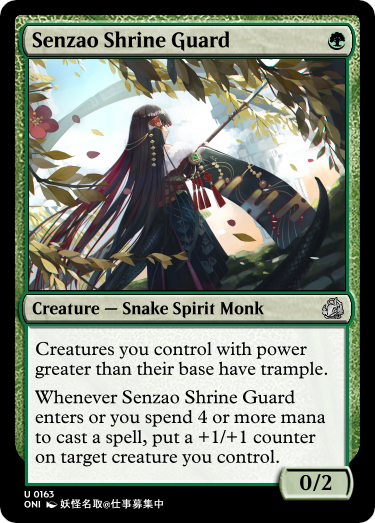 Senzao Shrine Guard
Creature — Snake Spirit Monk
Creatures you control with power
greater than their base have trample.
Whenever Senzao Shrine Guard
enters or you spend 4 or more mana
to cast a spell, put a +1/+1 counter
on target creature you control.
0/2
U 0163
ONI 妖怪名取@仕事募集中